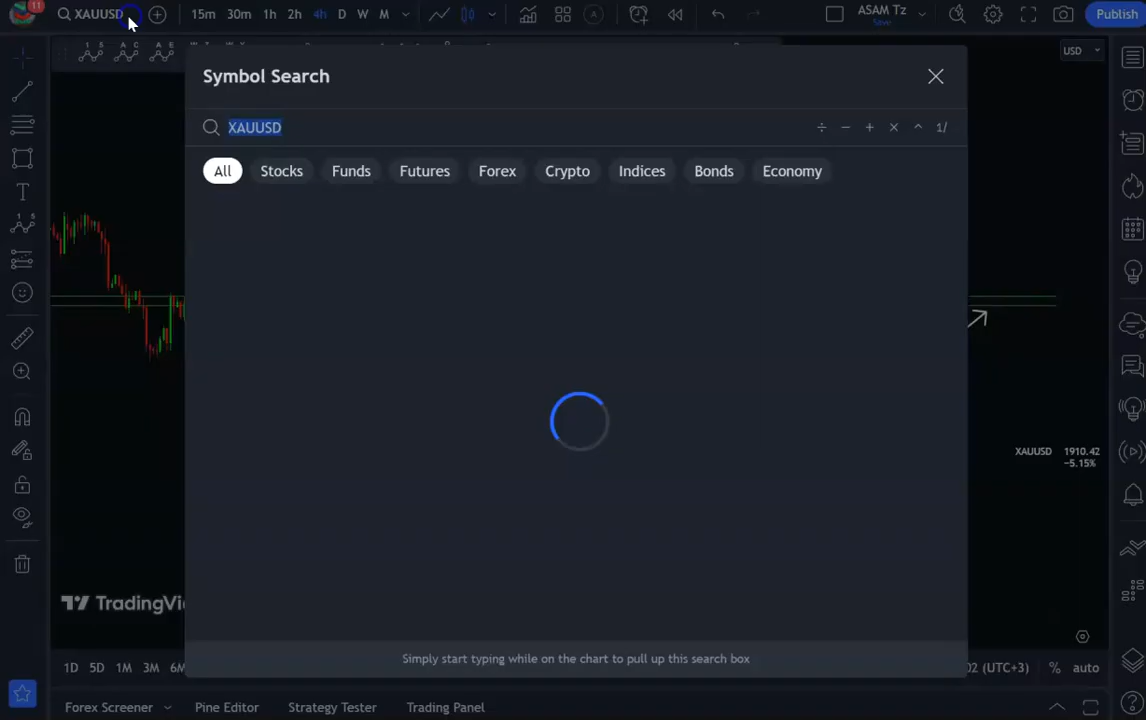 11
XAUUSD
15m 30m 1h 2h 4h D W M
A
ASAM Tz
Save
Publish
USD
Symbol Search
XAUUSD
÷ − + × ^ 1/
All Stocks Funds Futures Forex Crypto Indices Bonds Economy
XAUUSD 1910.42
−5.15%
TradingVi
Simply start typing while on the chart to pull up this search box
1D 5D 1M 3M 6M
02 (UTC+3) % auto
Forex Screener Pine Editor Strategy Tester Trading Panel